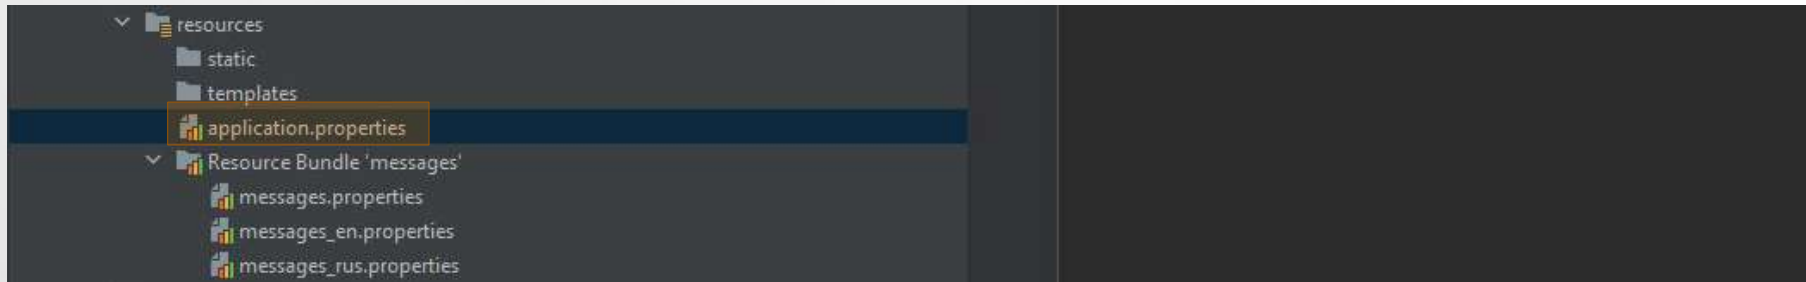 resources
static
templates
application.properties
Resource Bundle 'messages'
messages.properties
messages_en.properties
messages_rus.properties